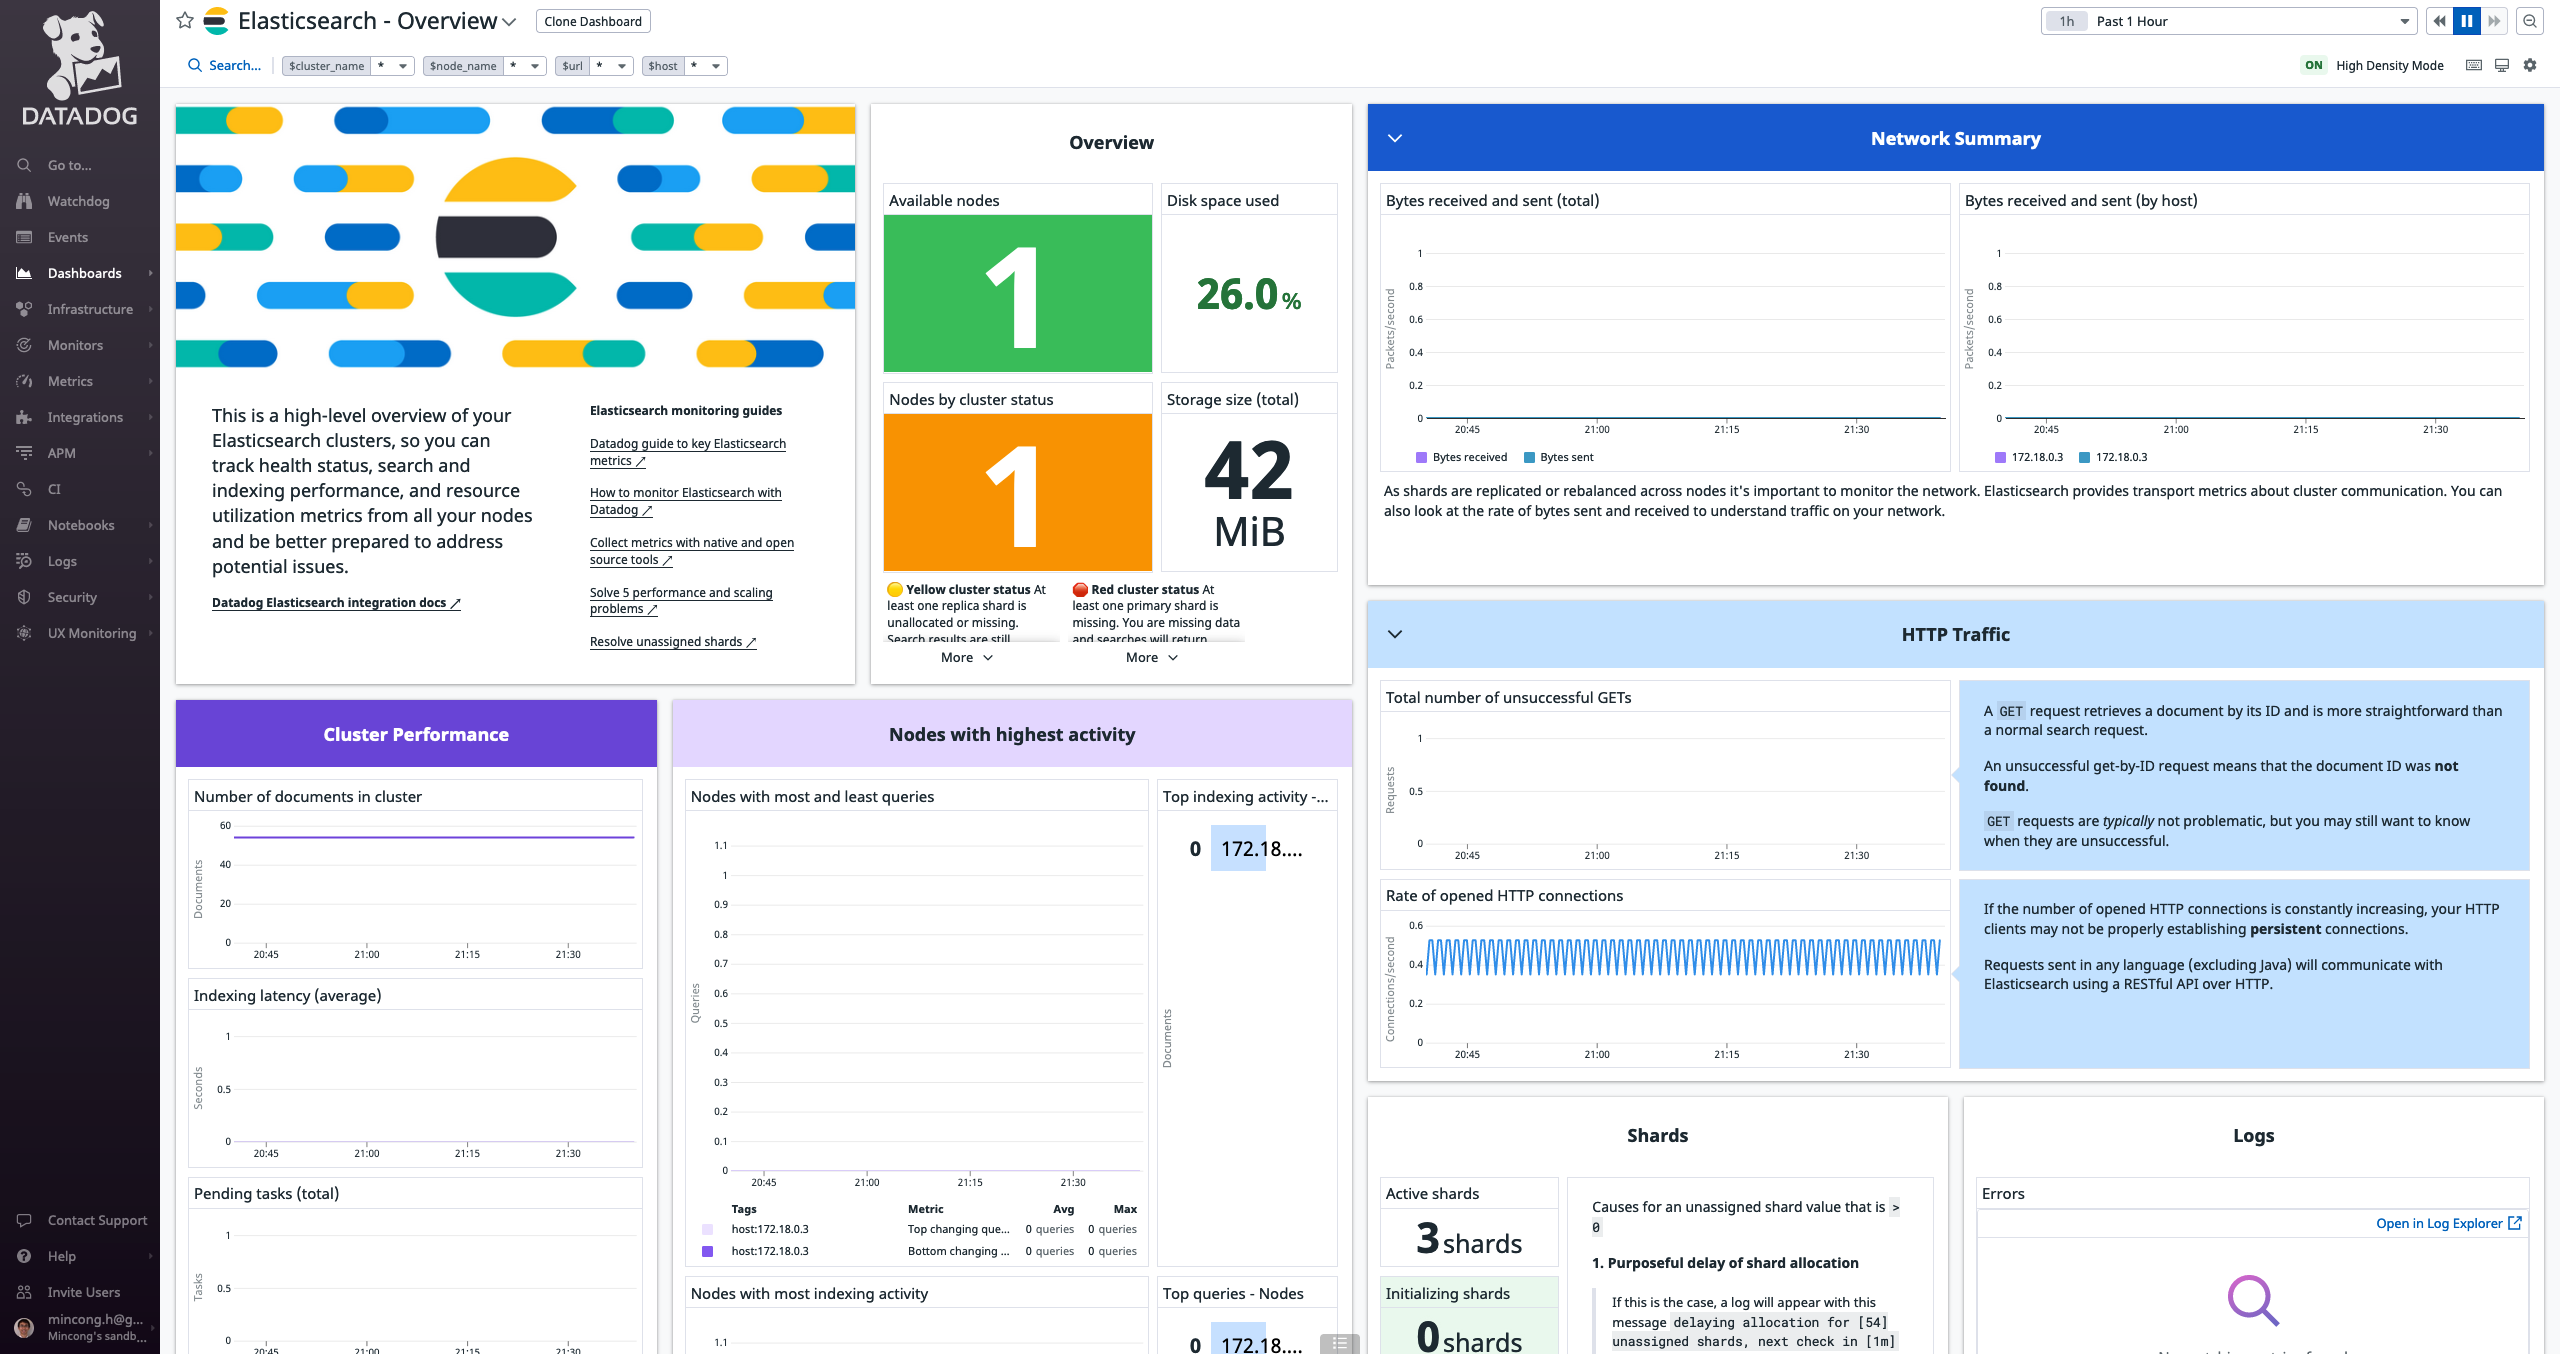 DATADOG
Go to...
Watchdog
Events
Dashboards
Infrastructure
Monitors
Metrics
Integrations
APM
CI
Notebooks
Logs
Security
UX Monitoring
Contact Support
Help
Invite Users
mincong.h@g...
Mincong's sandb...
Elasticsearch - Overview
Clone Dashboard
1h Past 1 Hour
Search...
$cluster_name *
$node_name *
$url *
$host *
ON High Density Mode
This is a high-level overview of your
Elasticsearch clusters, so you can
track health status, search and
indexing performance, and resource
utilization metrics from all your nodes
and be better prepared to address
potential issues.
Datadog Elasticsearch integration docs
Elasticsearch monitoring guides
Datadog guide to key Elasticsearch
metrics
How to monitor Elasticsearch with
Datadog
Collect metrics with native and open
source tools
Solve 5 performance and scaling
problems
Resolve unassigned shards
Overview
Available nodes
1
Disk space used
26.0%
Nodes by cluster status
1
Storage size (total)
42
MiB
Yellow cluster status At
least one replica shard is
unallocated or missing.
Search results are still
More
Red cluster status At
least one primary shard is
missing. You are missing data
and searches will return
More
Network Summary
Bytes received and sent (total)
Packets/second
1
0.8
0.6
0.4
0.2
0
20:45 21:00 21:15 21:30
Bytes received Bytes sent
Bytes received and sent (by host)
Packets/second
1
0.8
0.6
0.4
0.2
0
20:45 21:00 21:15 21:30
172.18.0.3 172.18.0.3
As shards are replicated or rebalanced across nodes it's important to monitor the network. Elasticsearch provides transport metrics about cluster communication. You can
also look at the rate of bytes sent and received to understand traffic on your network.
HTTP Traffic
Total number of unsuccessful GETs
Requests
1
0.5
0
20:45 21:00 21:15 21:30
A GET request retrieves a document by its ID and is more straightforward than
a normal search request.
An unsuccessful get-by-ID request means that the document ID was not
found.
GET requests are typically not problematic, but you may still want to know
when they are unsuccessful.
Rate of opened HTTP connections
Connections/second
0.6
0.4
0.2
0
20:45 21:00 21:15 21:30
If the number of opened HTTP connections is constantly increasing, your HTTP
clients may not be properly establishing persistent connections.
Requests sent in any language (excluding Java) will communicate with
Elasticsearch using a RESTful API over HTTP.
Cluster Performance
Number of documents in cluster
Documents
60
40
20
0
20:45 21:00 21:15 21:30
Indexing latency (average)
Seconds
1
0.5
0
20:45 21:00 21:15 21:30
Pending tasks (total)
Tasks
1
0.5
0
20:45 21:00 21:15 21:30
Nodes with highest activity
Nodes with most and least queries
Queries
1.1
1
0.9
0.8
0.7
0.6
0.5
0.4
0.3
0.2
0.1
0
20:45 21:00 21:15 21:30
Tags Metric Avg Max
host:172.18.0.3 Top changing que... 0 queries 0 queries
host:172.18.0.3 Bottom changing ... 0 queries 0 queries
Top indexing activity -...
0 172.18....
Documents
Nodes with most indexing activity
1.1
Top queries - Nodes
0 172.18....
Shards
Active shards
3 shards
Initializing shards
0 shards
Causes for an unassigned shard value that is >
0
1. Purposeful delay of shard allocation
If this is the case, a log will appear with this
message delaying allocation for [54]
unassigned shards, next check in [1m]
Logs
Errors
Open in Log Explorer